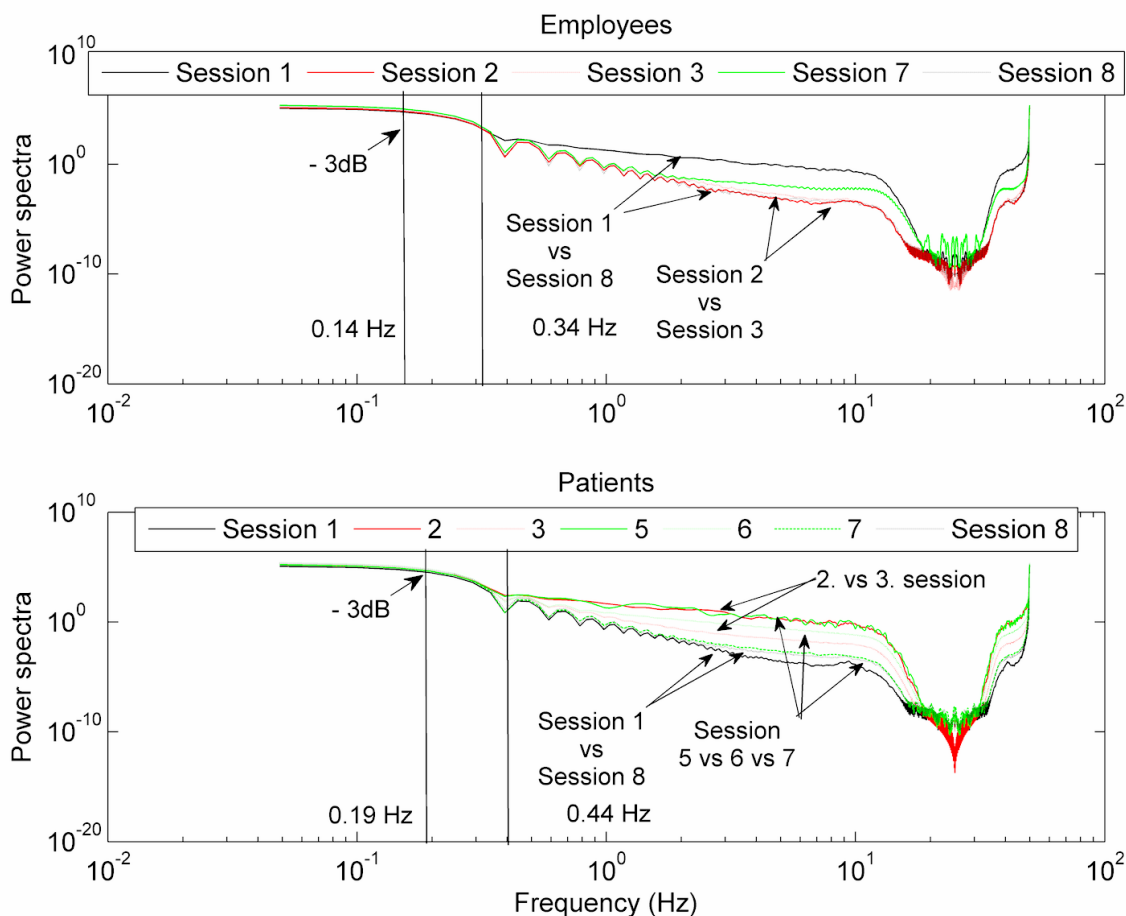 Employees
10^10
Session 1 Session 2 Session 3 Session 7 Session 8
Power spectra
10^0
- 3dB
Session 1
vs
Session 8
Session 2
vs
Session 3
10^-10
0.14 Hz
0.34 Hz
10^-20
10^-2 10^-1 10^0 10^1 10^2
Patients
10^10
Session 1 2 3 5 6 7 Session 8
Power spectra
10^0
- 3dB
2. vs 3. session
Session 1
vs
Session 8
Session
5 vs 6 vs 7
10^-10
0.19 Hz
0.44 Hz
10^-20
10^-2 10^-1 10^0 10^1 10^2
Frequency (Hz)